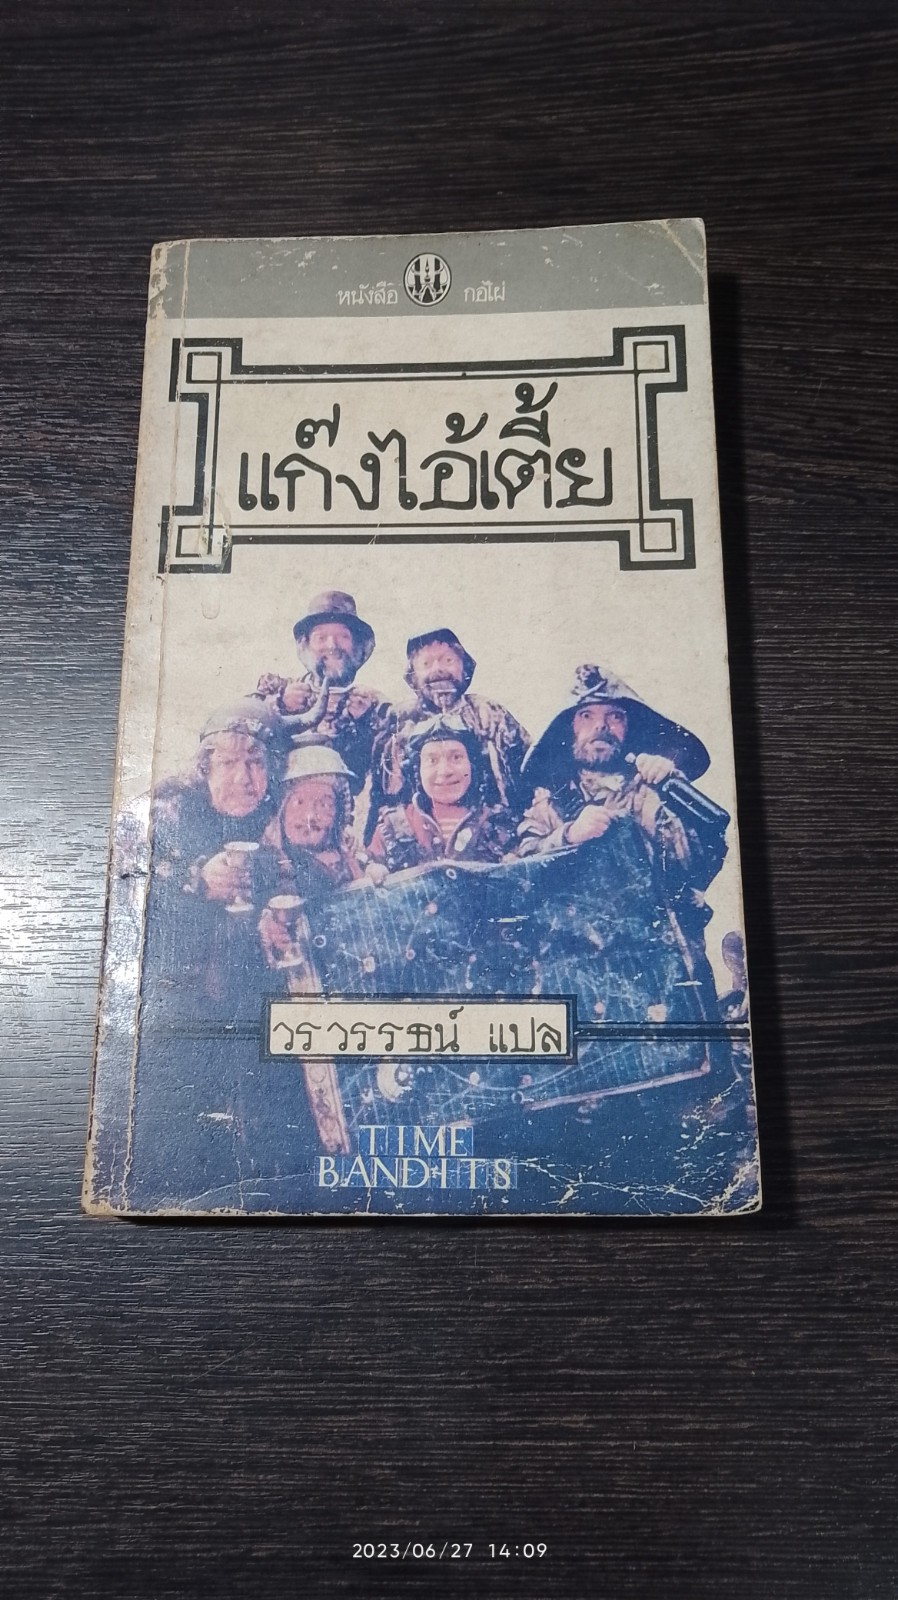 หนังสือ กอไผ่
แก๊งไอ้เตี้ย
วรวรรธน์ แปล
TIME
BANDITS
2023/06/27 14:09